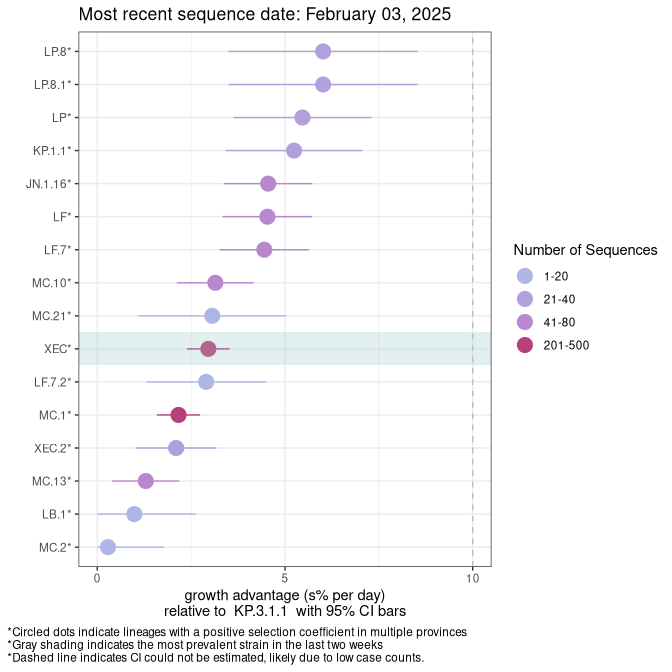 Most recent sequence date: February 03, 2025
LP.8*
LP.8.1*
LP*
KP.1.1*
JN.1.16*
LF*
LF.7*
MC.10*
MC.21*
XEC*
LF.7.2*
MC.1*
XEC.2*
MC.13*
LB.1*
MC.2*
0 5 10
growth advantage (s% per day)
relative to KP.3.1.1 with 95% CI bars
Number of Sequences
1-20
21-40
41-80
201-500
*Circled dots indicate lineages with a positive selection coefficient in multiple provinces
*Gray shading indicates the most prevalent strain in the last two weeks
*Dashed line indicates CI could not be estimated, likely due to low case counts.